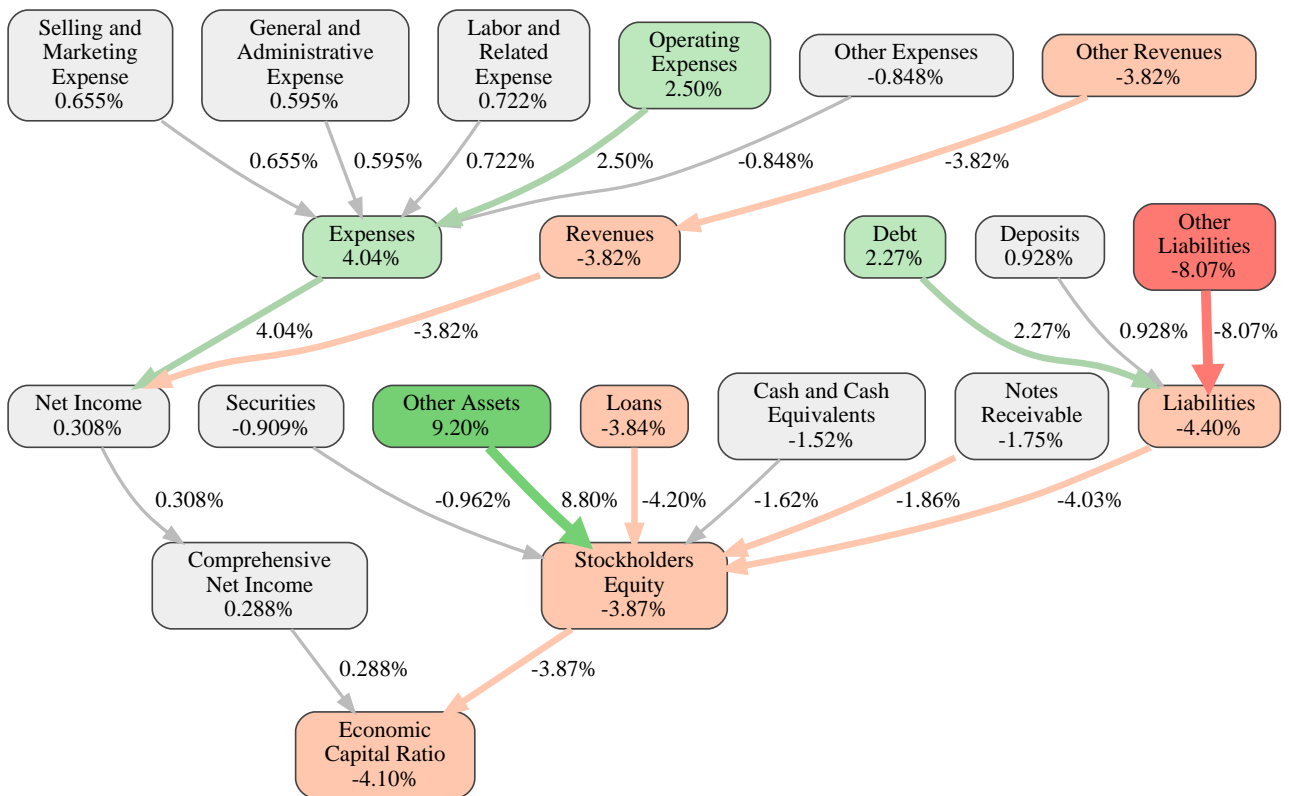 Selling and
Marketing
Expense
0.655%
General and
Administrative
Expense
0.595%
Labor and
Related
Expense
0.722%
Operating
Expenses
2.50%
Other Expenses
-0.848%
Other Revenues
-3.82%
0.655%
0.595%
0.722%
2.50%
-0.848%
-3.82%
Expenses
4.04%
Revenues
-3.82%
Debt
2.27%
Deposits
0.928%
Other
Liabilities
-8.07%
4.04%
-3.82%
2.27%
0.928%
-8.07%
Net Income
0.308%
Securities
-0.909%
Other Assets
9.20%
Loans
-3.84%
Cash and Cash
Equivalents
-1.52%
Notes
Receivable
-1.75%
Liabilities
-4.40%
0.308%
-0.962%
8.80%
-4.20%
-1.62%
-1.86%
-4.03%
Comprehensive
Net Income
0.288%
Stockholders
Equity
-3.87%
0.288%
-3.87%
Economic
Capital Ratio
-4.10%